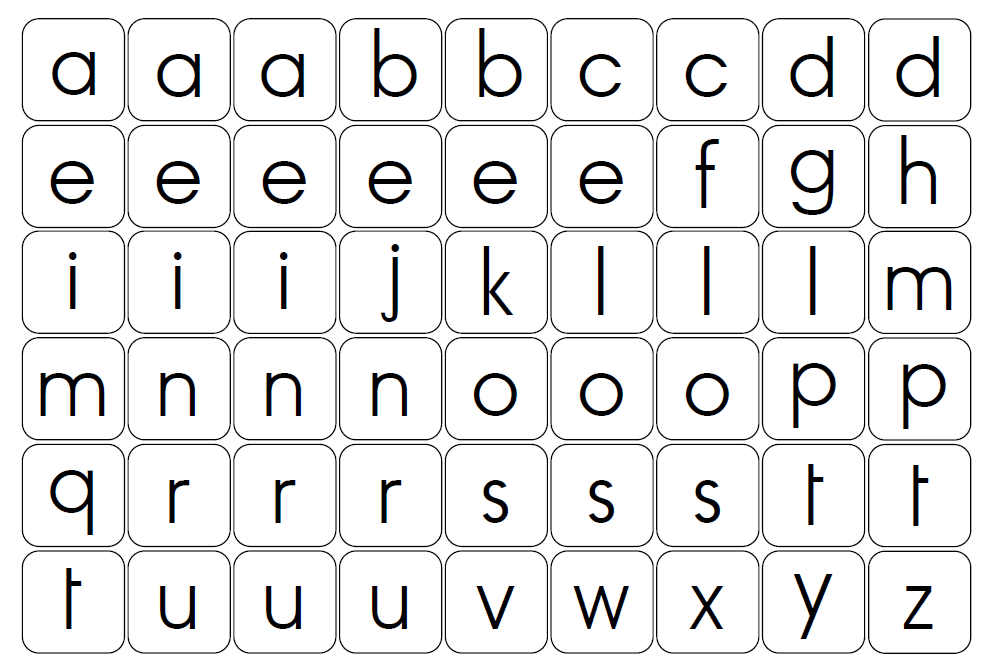 a a a b b c c d d
e e e e e e f g h
i i i j k l l l m
m n n n o o o p p
q r r r s s s t t
t u u u v w x y z